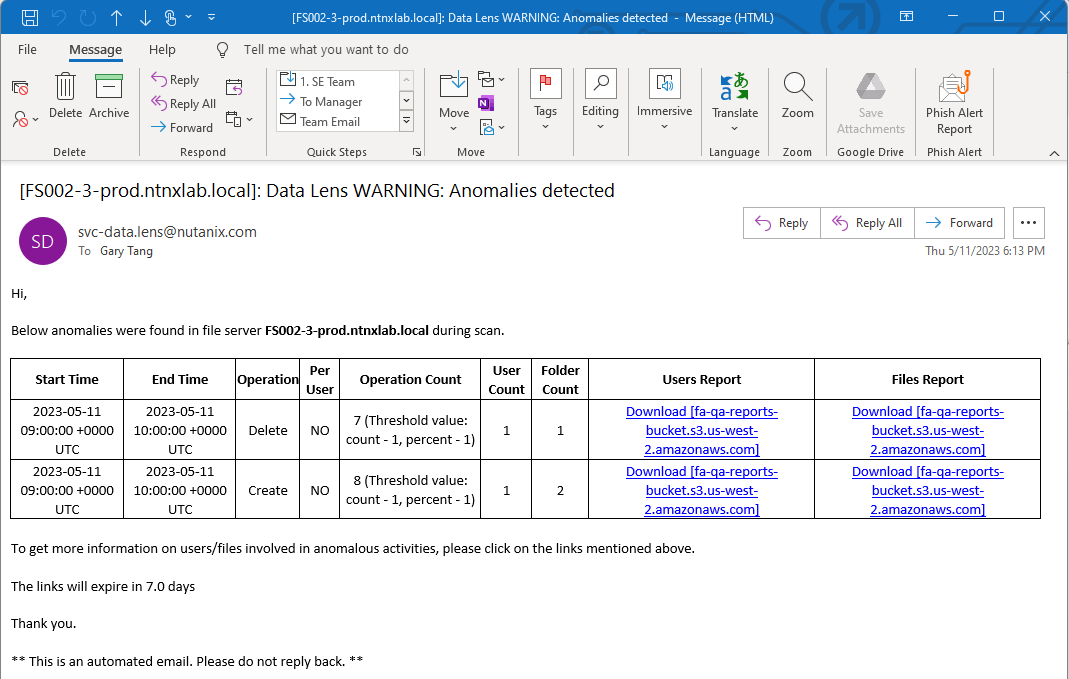 [FS002-3-prod.ntnxlab.local]: Data Lens WARNING: Anomalies detected - Message (HTML)
File Message Help Tell me what you want to do
Delete Archive
Reply
Reply All
Forward
1. SE Team
To Manager
Team Email
Move
Tags
Editing
Immersive
Translate
Zoom
Save
Attachments
Phish Alert
Report
Delete Respond Quick Steps Move Language Zoom Google Drive Phish Alert
[FS002-3-prod.ntnxlab.local]: Data Lens WARNING: Anomalies detected
SD
svc-data.lens@nutanix.com
To Gary Tang
Reply Reply All Forward
Thu 5/11/2023 6:13 PM
Hi,
Below anomalies were found in file server FS002-3-prod.ntnxlab.local during scan.
Start Time End Time Operation Per User Operation Count User Count Folder Count Users Report Files Report
2023-05-11 09:00:00 +0000 UTC 2023-05-11 10:00:00 +0000 UTC Delete NO 7 (Threshold value: count - 1, percent - 1) 1 1 Download [fa-qa-reports-bucket.s3.us-west-2.amazonaws.com] Download [fa-qa-reports-bucket.s3.us-west-2.amazonaws.com]
2023-05-11 09:00:00 +0000 UTC 2023-05-11 10:00:00 +0000 UTC Create NO 8 (Threshold value: count - 1, percent - 1) 1 2 Download [fa-qa-reports-bucket.s3.us-west-2.amazonaws.com] Download [fa-qa-reports-bucket.s3.us-west-2.amazonaws.com]
To get more information on users/files involved in anomalous activities, please click on the links mentioned above.
The links will expire in 7.0 days
Thank you.
** This is an automated email. Please do not reply back. **